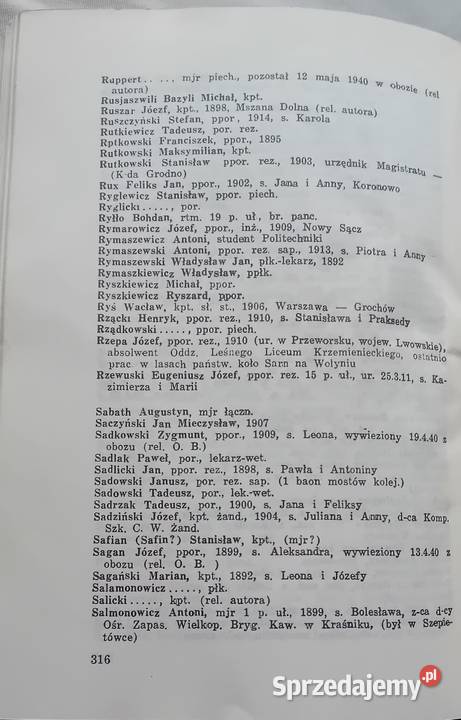 Ruppert.. . .., mjr piech., pozostał 12 maja 1940 w obozie (rel
autora)
Rusjaszwili Bazyli Michał, kpt.
Ruszar Jóezf, kpt., 1898, Mszana Dolna (rel. autora)
Ruszczyński Stefan, ppor, 1914, s. Karola
Rutkiewicz Tadeusz, por. rez.
Rptkowski Franciszek, ppor., 1895
Rutkowski Maksymilian, kpt.
Rutkowski Stanisław ppor. rez., 1903, urzędnik Magistratu —
(K-da Grodno)
Rux Feliks Jan, ppor., 1902, s. Jana i Anny, Koronowo
Ryglewicz Stanisław, ppor. piech.
Ryglicki....., por.
Ryłło Bohdan, rtm. 19 p. uł, br. panc.
Rymarowicz Józef, ppor., inż., 1909, Nowy Sącz
Rymaszewicz Antoni, student Politechniki
Rymaszewski Antoni, ppor. rez. sap., 1913, s. Piotra i Anny
Rymaszewski Władysław Jan, płk.-lekarz, 1892
Rymaszkiewicz Władysław, ppłk.
Ryszkiewicz Michał, ppor.
Ryszkiewicz Ryszard, ppor.
Ryś Wacław, kpt. sł. st., 1906, Warszawa — Grochów
Rząckį Henryk, ppor. rez., 1910, s. Stanisława i Praksedy
Rządkowski....., ppor. piech.
Rzepa Józef, ppor. rez., 1910 (ur. w Przeworsku, wojew. Lwowskie),
absolwent Oddz. Leśnego Liceum Krzemienieckiego, ostatnio
prac w lasach państw. koło Sarn na Wołyniu
Rzewuski Eugeniusz Józef, ppor. rez. 15 p. uł., ur. 25.3.11, s. Ka-
zimierza i Marii
Sabath Augustyn, mjr łączn.
Saczyński Jan Mieczysław, 1907
Sadkowski Zygmunt, ppor., 1909, s. Leona, wywieziony 19.4.40 z
obozu (rel. O. B.)
Sadlak Paweł, por., lekarz-wet.
Sadlicki Jan, ppor. rez., 1898, s. Pawła i Antoniny
Sadowski Janusz, por. rez. sap. (1 baon mostów kolej.)
Sadowski Tadeusz, por., lek.-wet.
Sadrzak Tadeusz, por., 1900, s. Jana i Feliksy
Sadziński Józef, kpt. żand., 1904, s. Juliana i Anny, d-ca Komp.
Szk. C. W. Żand.
Safian (Safin?) Stanisław, kpt., (mjr?)
Sagan Józef, ppor., 1899, s. Aleksandra, wywieziony 13.4.40 z
obozu (rel. O. B. )
Sagański Marian, kpt., 1892, s. Leona i Józefy
Salamonowicz....., płk.
Salicki....., kpt. (rel. autora)
Salmonowicz Antoni, mjr 1 p. uł., 1899, s. Bolesława, z-ca d-cy
Ośr. Zapas. Wielkop. Bryg. Kaw. w Kraśniku, (był w Szepie-
tówce)
316
Sprzedajemy.pl